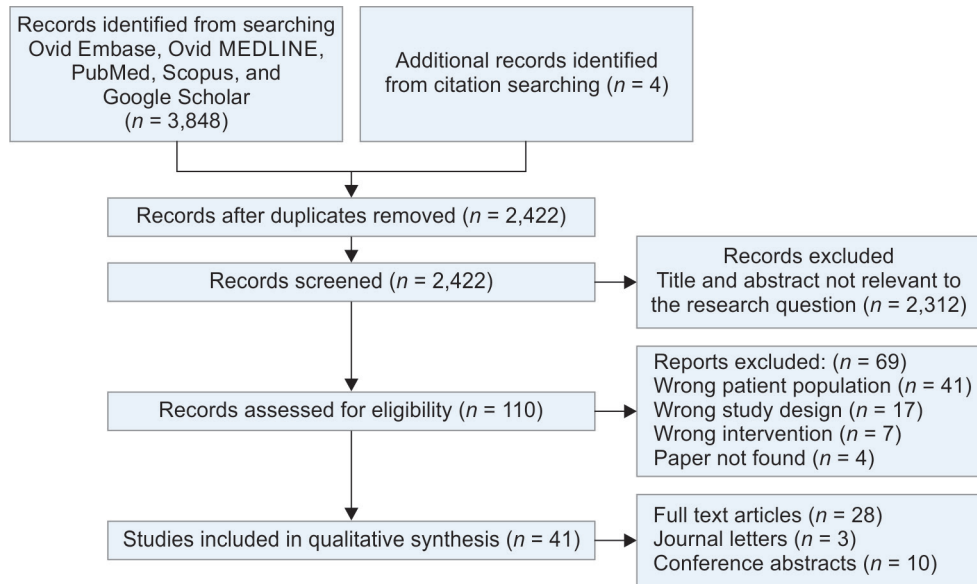 Records identified from searching
Ovid Embase, Ovid MEDLINE,
PubMed, Scopus, and
Google Scholar
(n = 3,848)
Additional records identified
from citation searching (n = 4)
Records after duplicates removed (n = 2,422)
Records screened (n = 2,422)
Records excluded
Title and abstract not relevant to
the research question (n = 2,312)
Records assessed for eligibility (n = 110)
Reports excluded: (n = 69)
Wrong patient population (n = 41)
Wrong study design (n = 17)
Wrong intervention (n = 7)
Paper not found (n = 4)
Studies included in qualitative synthesis (n = 41)
Full text articles (n = 28)
Journal letters (n = 3)
Conference abstracts (n = 10)